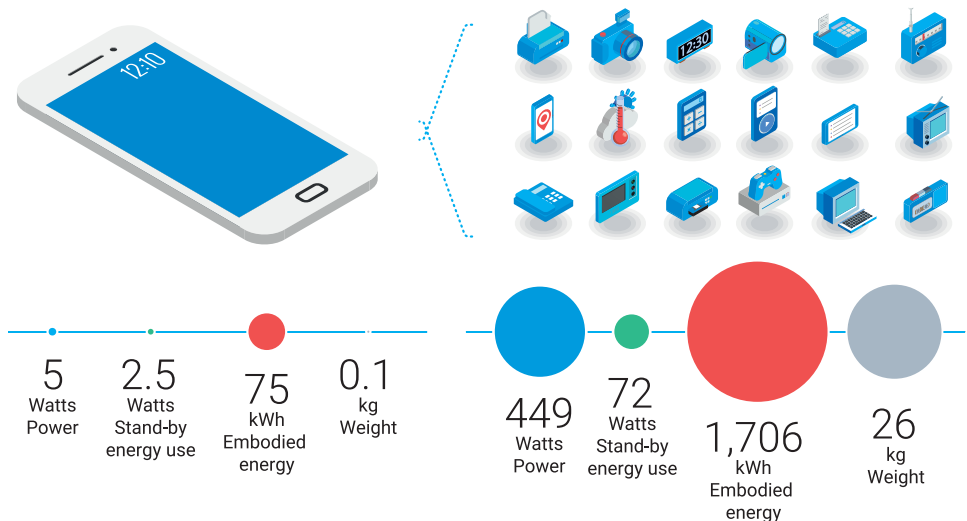 12:10
12:30
5
Watts
Power
2.5
Watts
Stand-by
energy use
75
kWh
Embodied
energy
0.1
kg
Weight
449
Watts
Power
72
Watts
Stand-by
energy use
1,706
kWh
Embodied
energy
26
kg
Weight